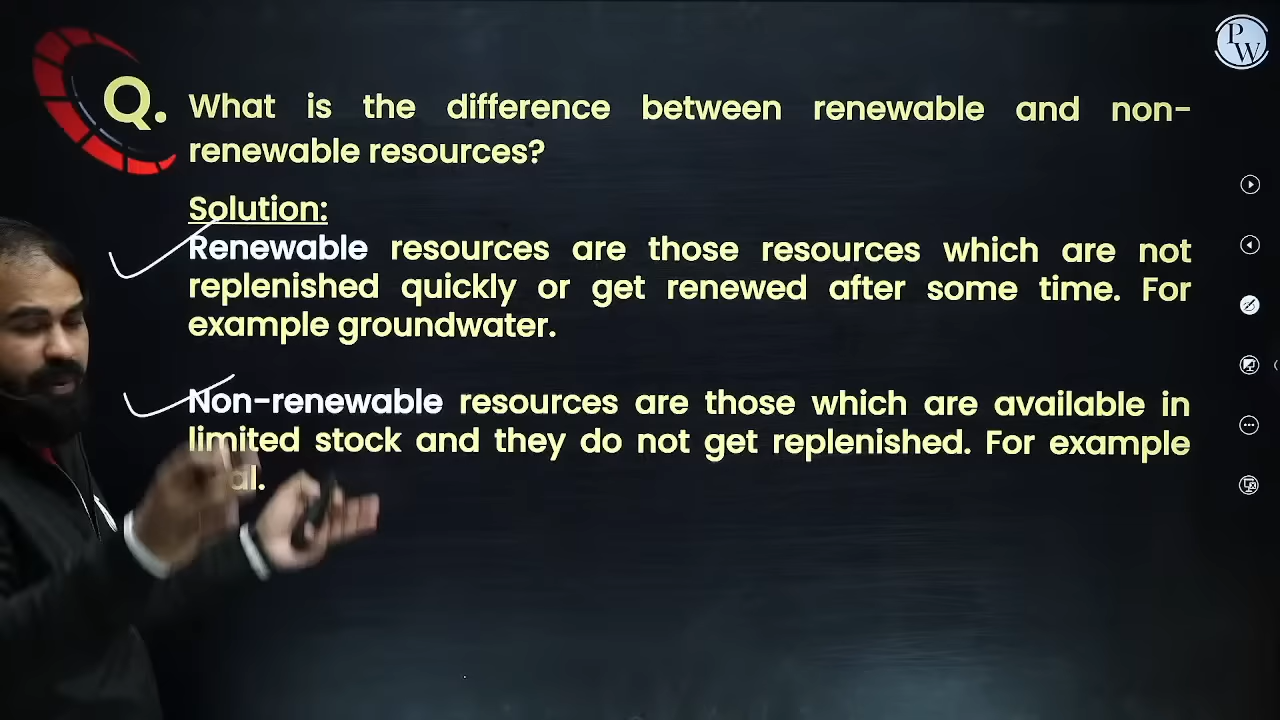 PW
Q. What is the difference between renewable and non-
renewable resources?
Solution:
Renewable resources are those resources which are not
replenished quickly or get renewed after some time. For
example groundwater.
Non-renewable resources are those which are available in
limited stock and they do not get replenished. For example